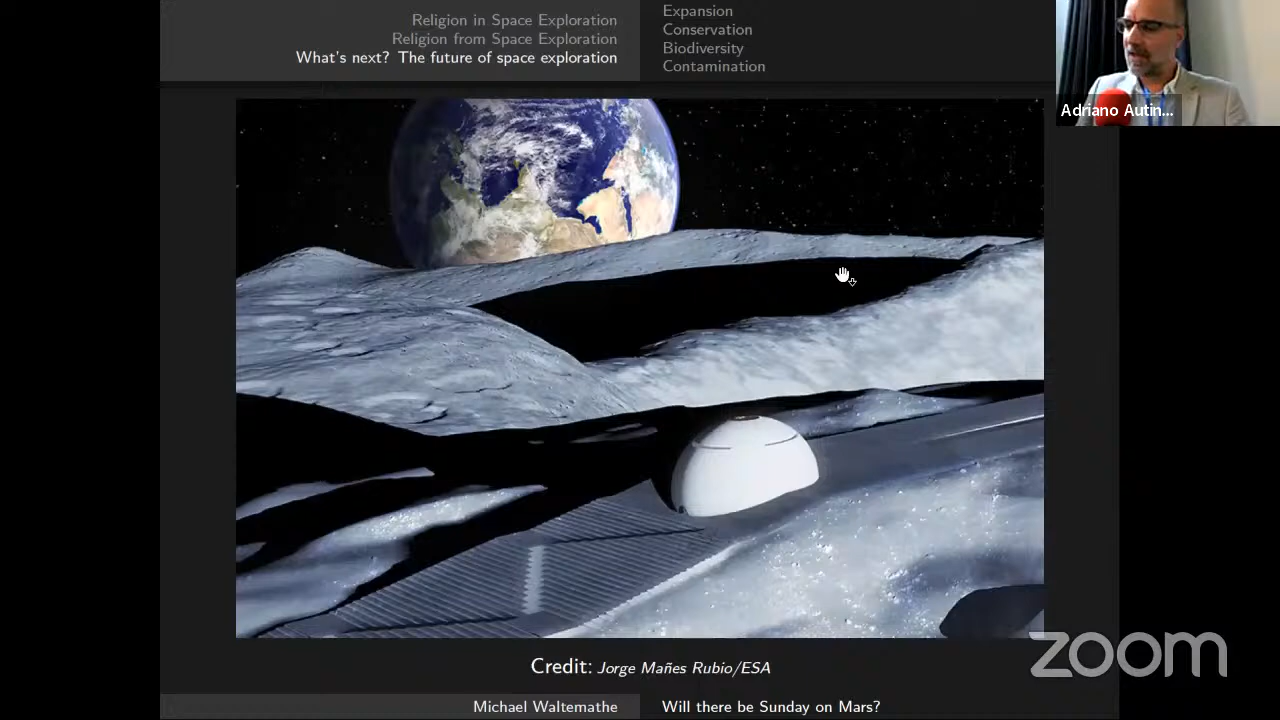 Religion in Space Exploration
Religion from Space Exploration
What's next? The future of space exploration
Expansion
Conservation
Biodiversity
Contamination
Adriano Autin...
Credit: Jorge Mañes Rubio/ESA
zoom
Michael Waltemathe
Will there be Sunday on Mars?